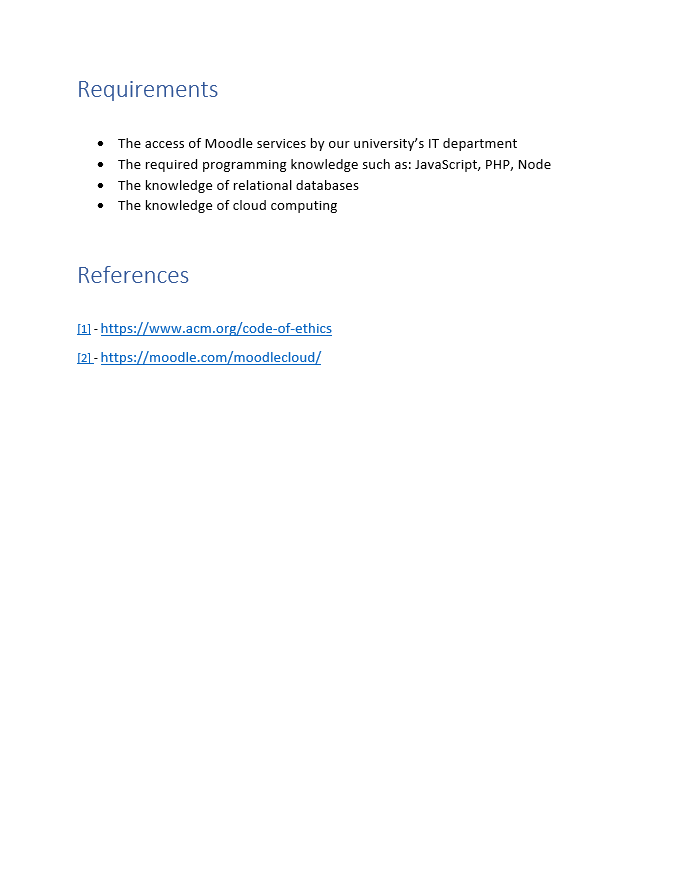 Requirements
• The access of Moodle services by our university’s IT department
• The required programming knowledge such as: JavaScript, PHP, Node
• The knowledge of relational databases
• The knowledge of cloud computing
References
[1] - https://www.acm.org/code-of-ethics
[2] - https://moodle.com/moodlecloud/